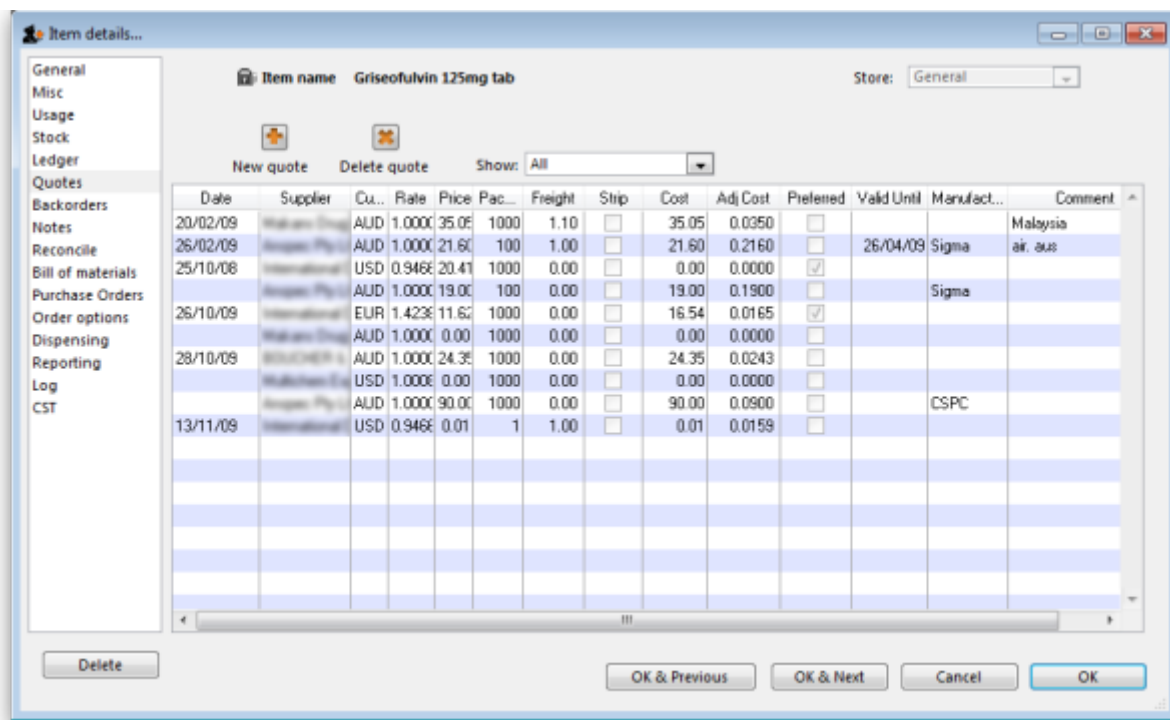 Item details...
General
Misc
Usage
Stock
Ledger
Quotes
Backorders
Notes
Reconcile
Bill of materials
Purchase Orders
Order options
Dispensing
Reporting
Log
CST
Item name Griseofulvin 125mg tab
Store: General
New quote Delete quote Show: All
Date Supplier Cu... Rate Price Pac... Freight Strip Cost Adj Cost Preferred Valid Until Manufact... Comment
20/02/09 AUD 1.000 35.05 1000 1.10 35.05 0.0350 Malaysia
26/02/09 AUD 1.000 21.60 100 1.00 21.60 0.2160 26/04/09 Sigma air. aus
25/10/08 USD 0.946 20.41 1000 0.00 0.00 0.0000
AUD 1.000 19.00 100 0.00 19.00 0.1900 Sigma
26/10/09 EUR 1.423 11.62 1000 0.00 16.54 0.0165
AUD 1.000 0.00 1000 0.00 0.00 0.0000
28/10/09 AUD 1.000 24.35 1000 0.00 24.35 0.0243
USD 1.000 0.00 1000 0.00 0.00 0.0000
AUD 1.000 90.00 1000 0.00 90.00 0.0900 CSPC
13/11/09 USD 0.946 0.01 1 1.00 0.01 0.0159
Delete
OK & Previous OK & Next Cancel OK